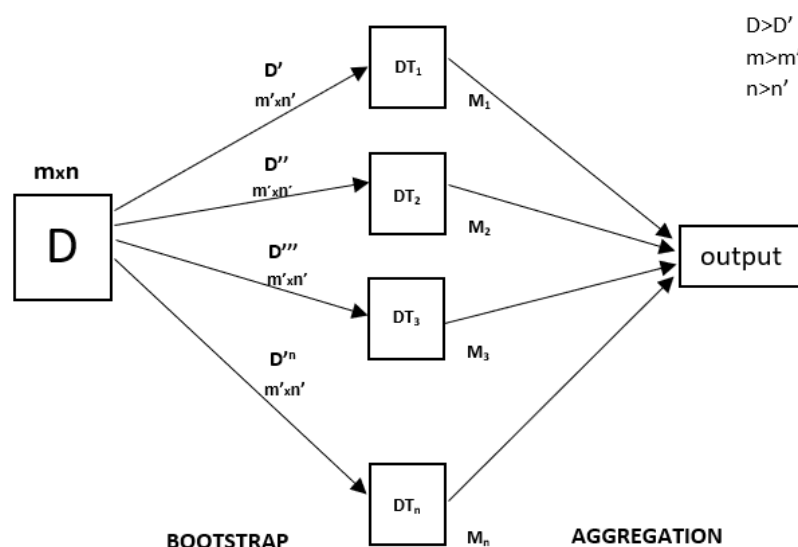 D>D'
m>m'
n>n'
D'
m'xn'
DT₁
M₁
mxn
D
D''
m'xn'
DT₂
M₂
D'''
m'xn'
DT₃
M₃
output
D'ⁿ
m'xn'
DTₙ
Mₙ
BOOTSTRAP
AGGREGATION